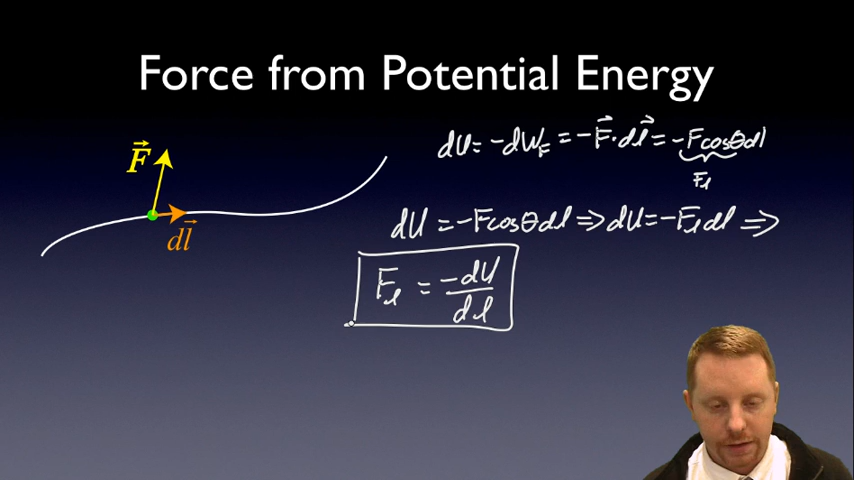 Force from Potential Energy
dU = -dW_F = -F⃗·dl⃗ = -Fcosθdl
F_l
F⃗
dl⃗
dU = -Fcosθdl ⇒ dU = -F_l dl ⇒
F_l = -dU/dl